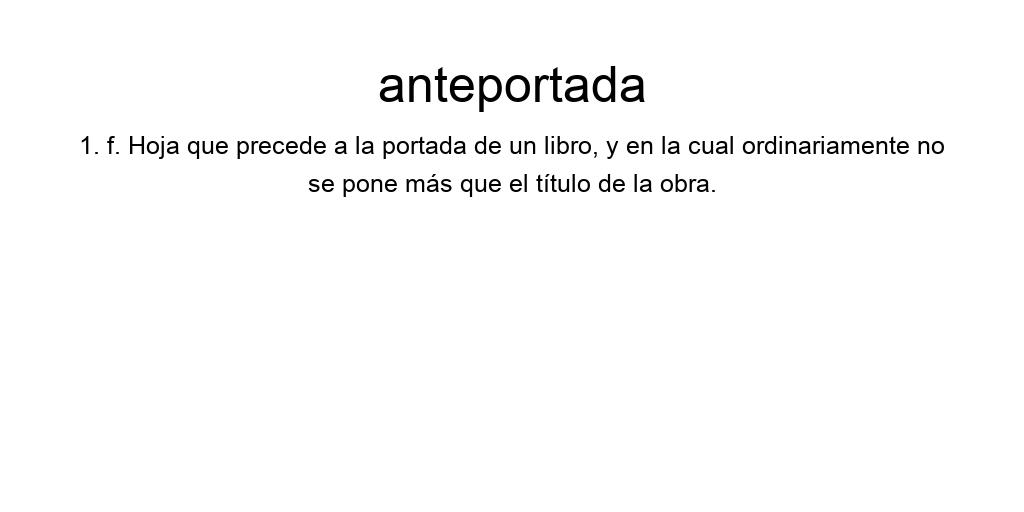 anteportada
1. f. Hoja que precede a la portada de un libro, y en la cual ordinariamente no
se pone más que el título de la obra.